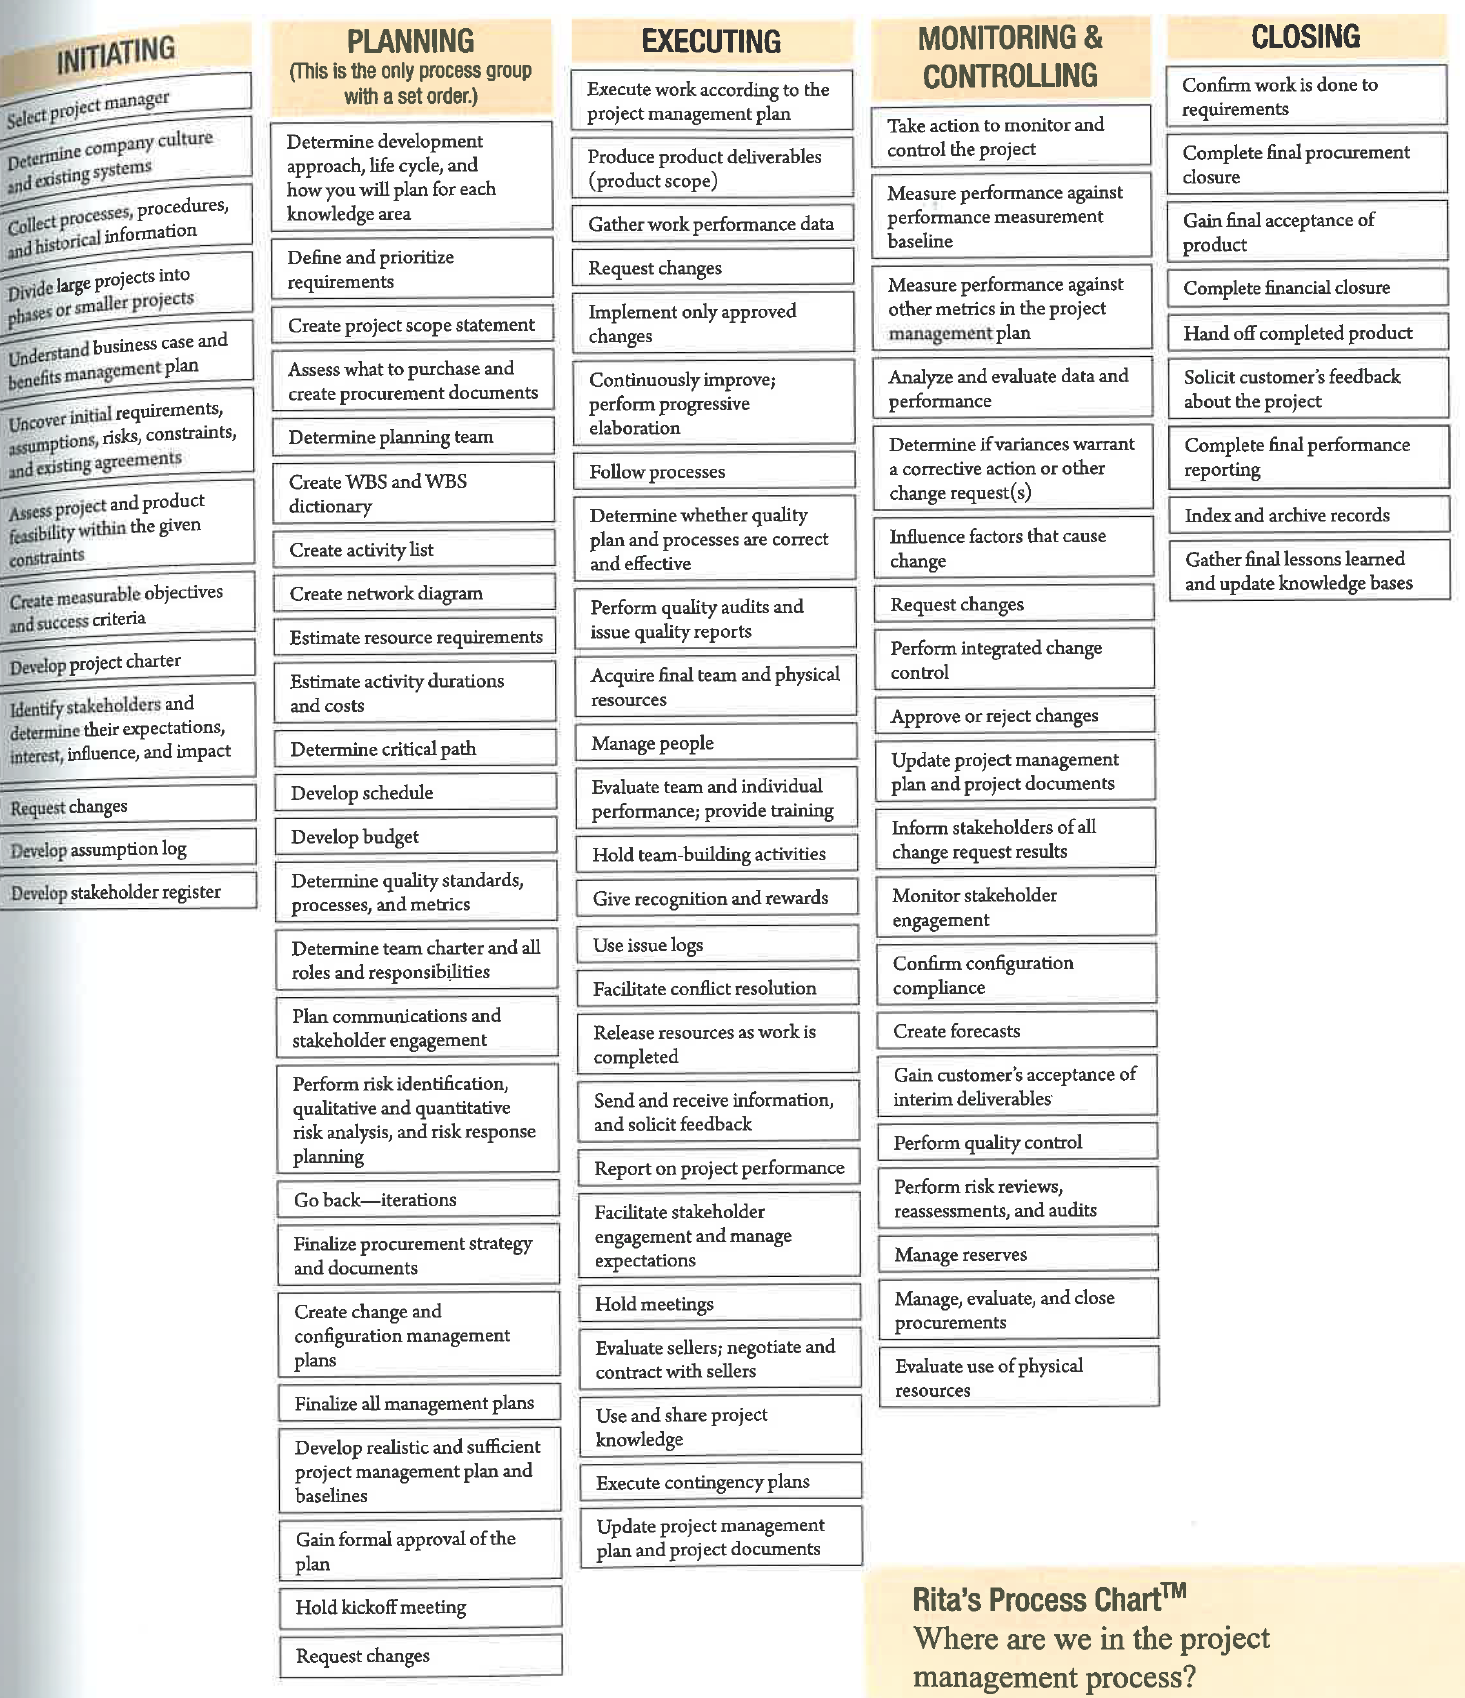 INITIATING
Select project manager
Determine company culture
and existing systems
Collect processes, procedures,
and historical information
Divide large projects into
phases or smaller projects
Understand business case and
benefits management plan
Uncover initial requirements,
assumptions, risks, constraints,
and existing agreements
Assess project and product
feasibility within the given
constraints
Create measurable objectives
and success criteria
Develop project charter
Identify stakeholders and
determine their expectations,
interest, influence, and impact
Request changes
Develop assumption log
Develop stakeholder register
PLANNING
(This is the only process group
with a set order.)
Determine development
approach, life cycle, and
how you will plan for each
knowledge area
Define and prioritize
requirements
Create project scope statement
Assess what to purchase and
create procurement documents
Determine planning team
Create WBS and WBS
dictionary
Create activity list
Create network diagram
Estimate resource requirements
Estimate activity durations
and costs
Determine critical path
Develop schedule
Develop budget
Determine quality standards,
processes, and metrics
Determine team charter and all
roles and responsibilities
Plan communications and
stakeholder engagement
Perform risk identification,
qualitative and quantitative
risk analysis, and risk response
planning
Go back—iterations
Finalize procurement strategy
and documents
Create change and
configuration management
plans
Finalize all management plans
Develop realistic and sufficient
project management plan and
baselines
Gain formal approval of the
plan
Hold kickoff meeting
Request changes
EXECUTING
Execute work according to the
project management plan
Produce product deliverables
(product scope)
Gather work performance data
Request changes
Implement only approved
changes
Continuously improve;
perform progressive
elaboration
Follow processes
Determine whether quality
plan and processes are correct
and effective
Perform quality audits and
issue quality reports
Acquire final team and physical
resources
Manage people
Evaluate team and individual
performance; provide training
Hold team-building activities
Give recognition and rewards
Use issue logs
Facilitate conflict resolution
Release resources as work is
completed
Send and receive information,
and solicit feedback
Report on project performance
Facilitate stakeholder
engagement and manage
expectations
Hold meetings
Evaluate sellers; negotiate and
contract with sellers
Use and share project
knowledge
Execute contingency plans
Update project management
plan and project documents
MONITORING &
CONTROLLING
Take action to monitor and
control the project
Measure performance against
performance measurement
baseline
Measure performance against
other metrics in the project
management plan
Analyze and evaluate data and
performance
Determine if variances warrant
a corrective action or other
change request(s)
Influence factors that cause
change
Request changes
Perform integrated change
control
Approve or reject changes
Update project management
plan and project documents
Inform stakeholders of all
change request results
Monitor stakeholder
engagement
Confirm configuration
compliance
Create forecasts
Gain customer's acceptance of
interim deliverables
Perform quality control
Perform risk reviews,
reassessments, and audits
Manage reserves
Manage, evaluate, and close
procurements
Evaluate use of physical
resources
CLOSING
Confirm work is done to
requirements
Complete final procurement
closure
Gain final acceptance of
product
Complete financial closure
Hand off completed product
Solicit customer's feedback
about the project
Complete final performance
reporting
Index and archive records
Gather final lessons learned
and update knowledge bases
Rita's Process Chart™
Where are we in the project
management process?